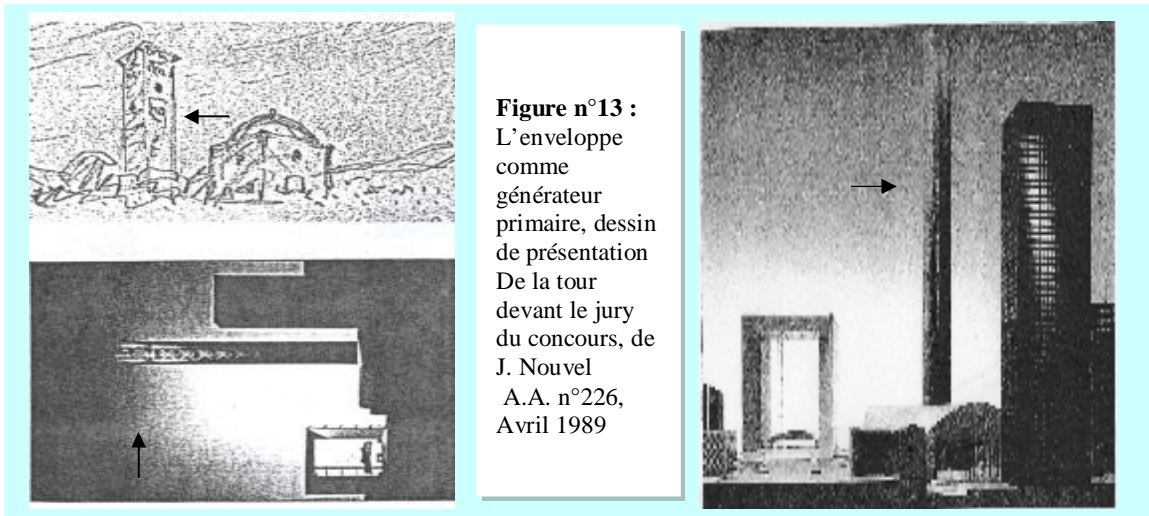 Figure n°13 :
L’enveloppe
comme
générateur
primaire, dessin
de présentation
De la tour
devant le jury
du concours, de
J. Nouvel
A.A. n°226,
Avril 1989